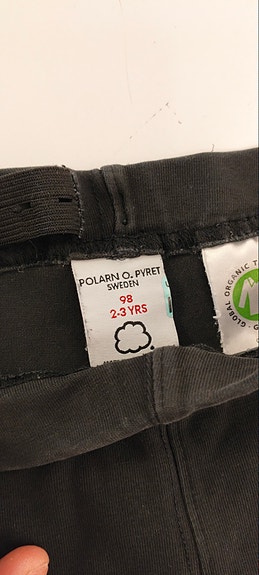 POLARN O. PYRET
SWEDEN
98
2-3 YRS
GLOBAL ORGANIC T